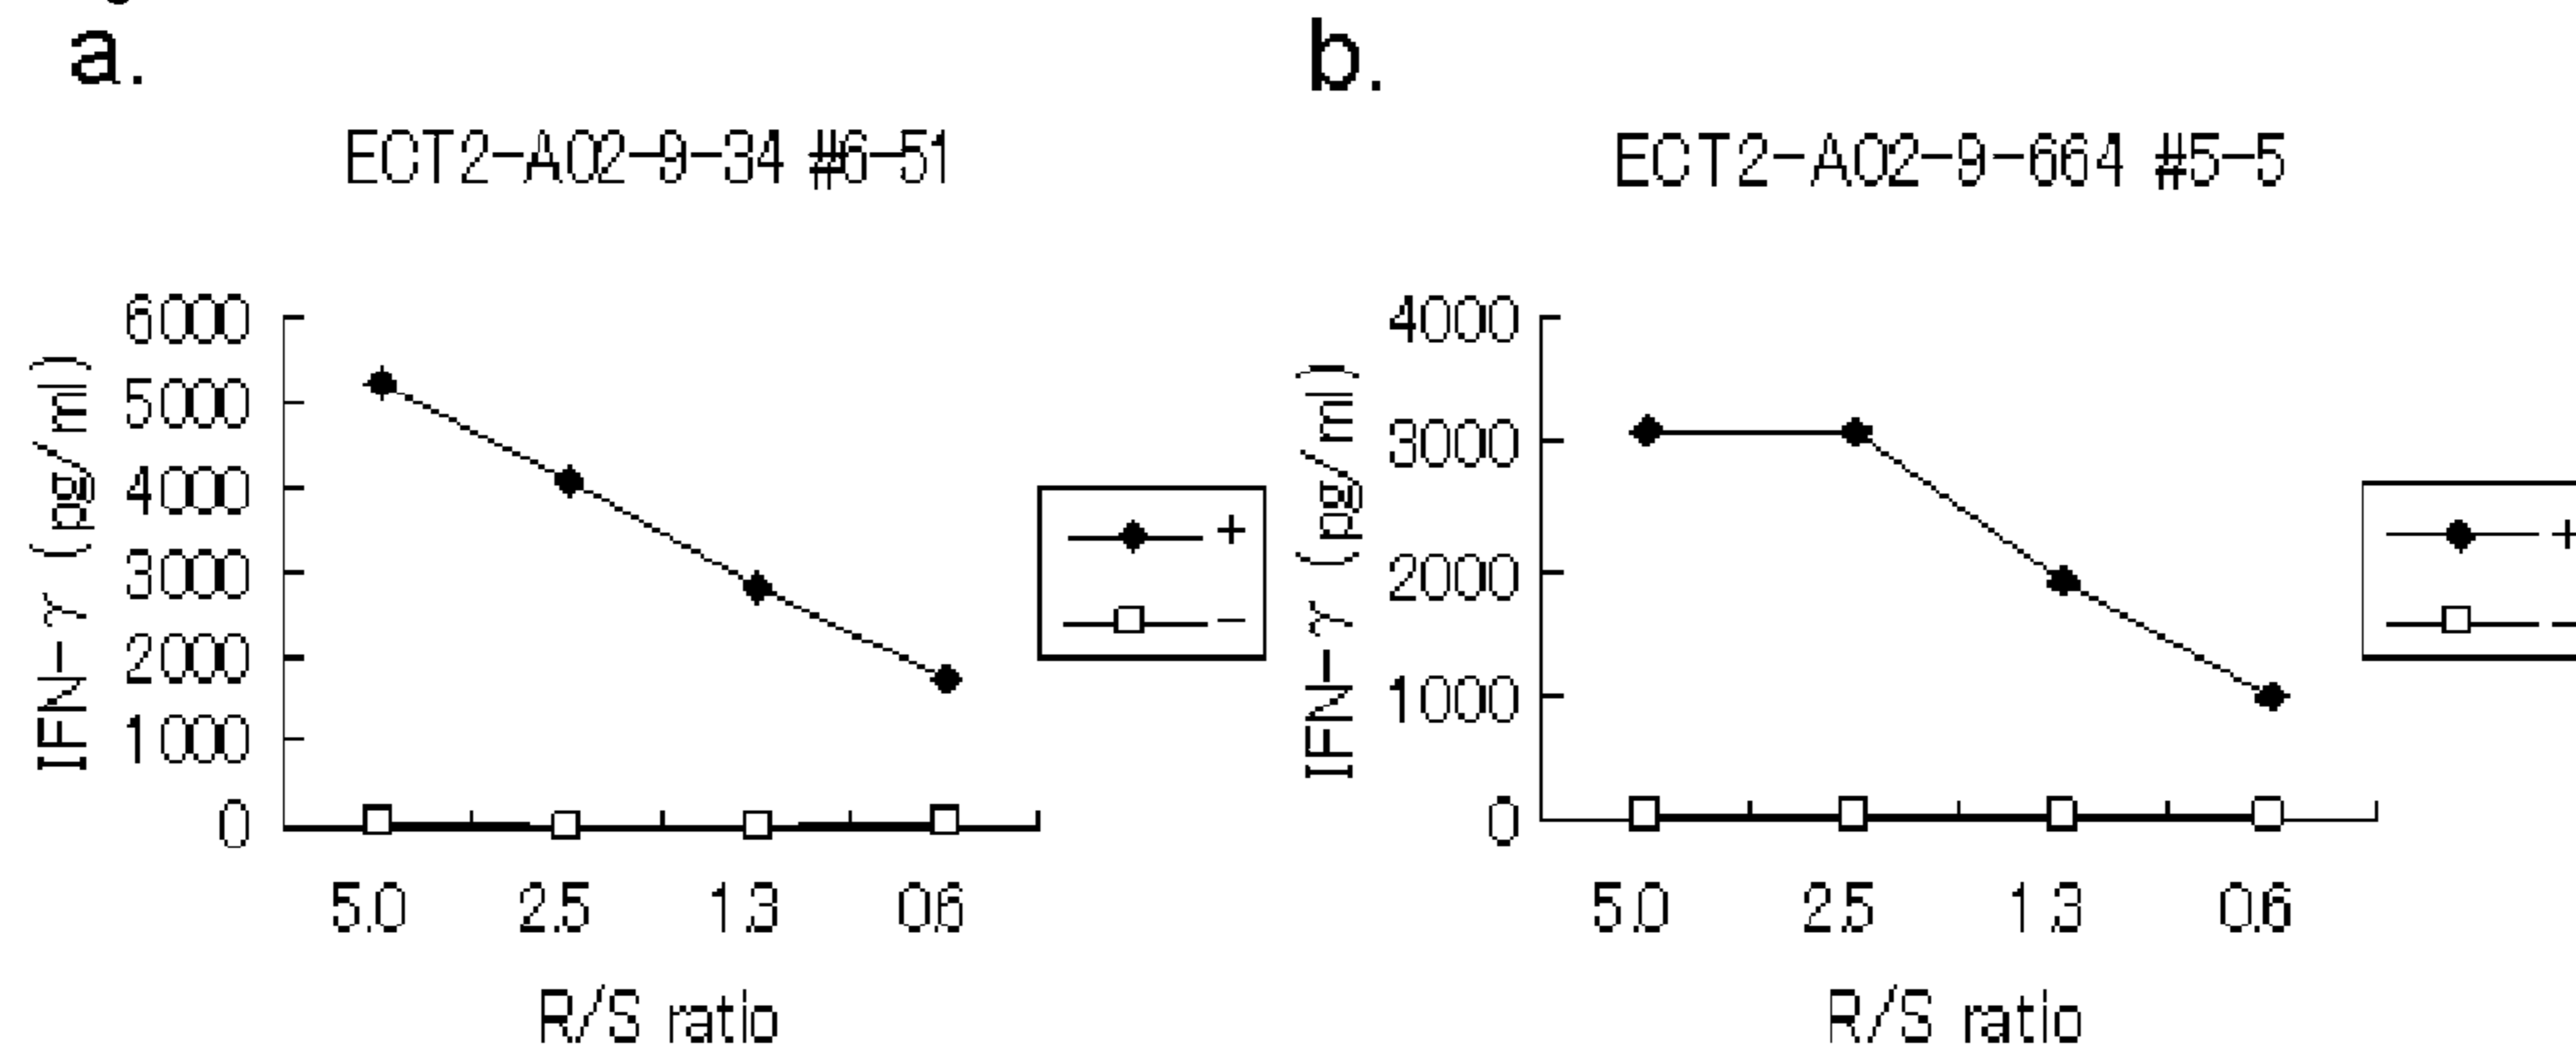 a.
ECT2-A02-9-34 #6-51
IFN-γ (pg/ml)
6000
5000
4000
3000
2000
1000
0
5.0 2.5 1.3 0.6
R/S ratio
+
−
b.
ECT2-A02-9-664 #5-5
IFN-γ (pg/ml)
4000
3000
2000
1000
0
5.0 2.5 1.3 0.6
R/S ratio
+
−